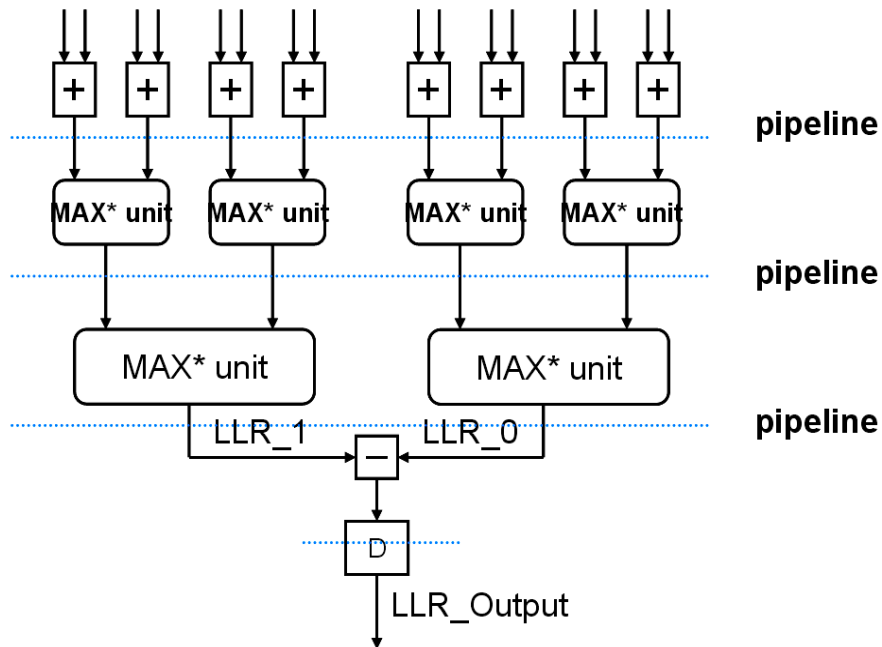 + + + + + + + +
pipeline
MAX* unit MAX* unit MAX* unit MAX* unit
pipeline
MAX* unit MAX* unit
pipeline
LLR_1 LLR_0
−
D
LLR_Output